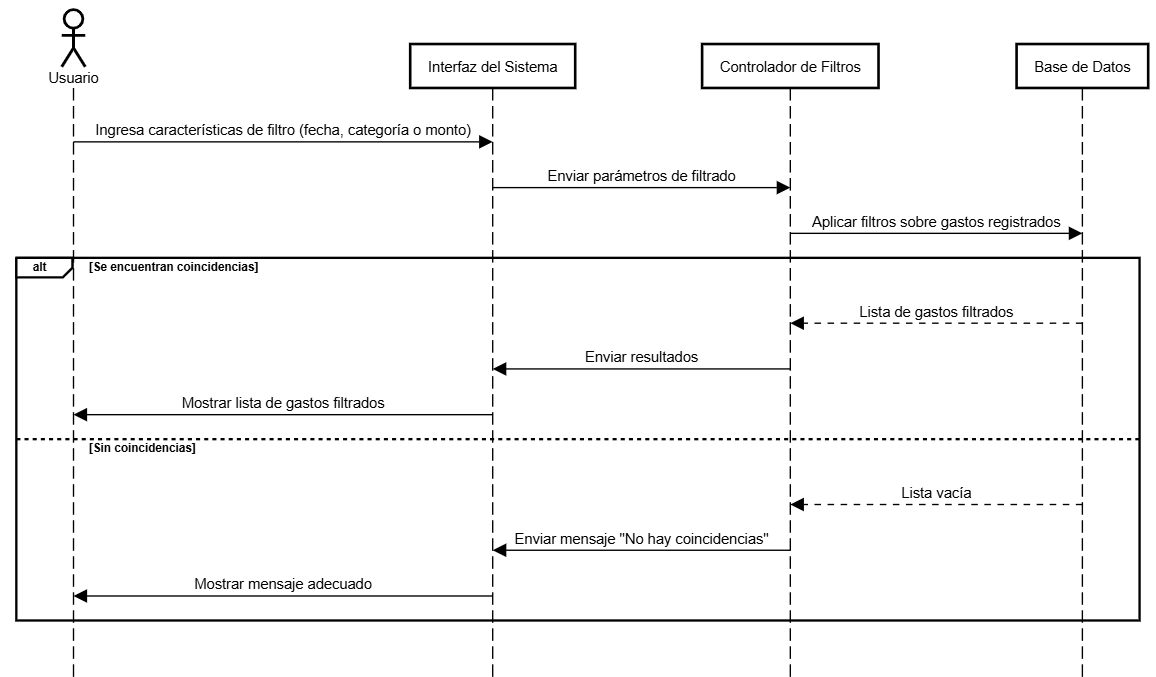 Usuario
Interfaz del Sistema
Controlador de Filtros
Base de Datos
Ingresa características de filtro (fecha, categoría o monto)
Enviar parámetros de filtrado
Aplicar filtros sobre gastos registrados
alt
[Se encuentran coincidencias]
Lista de gastos filtrados
Enviar resultados
Mostrar lista de gastos filtrados
[Sin coincidencias]
Lista vacía
Enviar mensaje "No hay coincidencias"
Mostrar mensaje adecuado